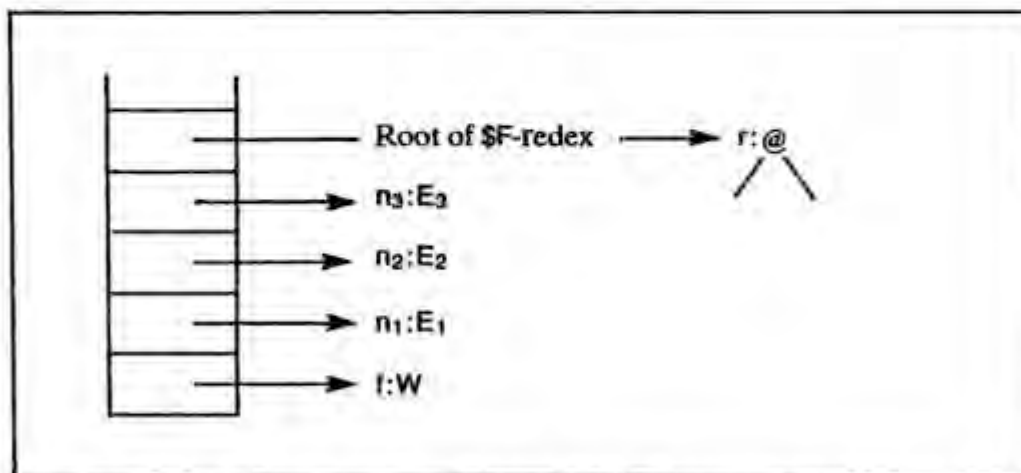 Root of $F-redex r:@
n₃:E₃
n₂:E₂
n₁:E₁
f:W